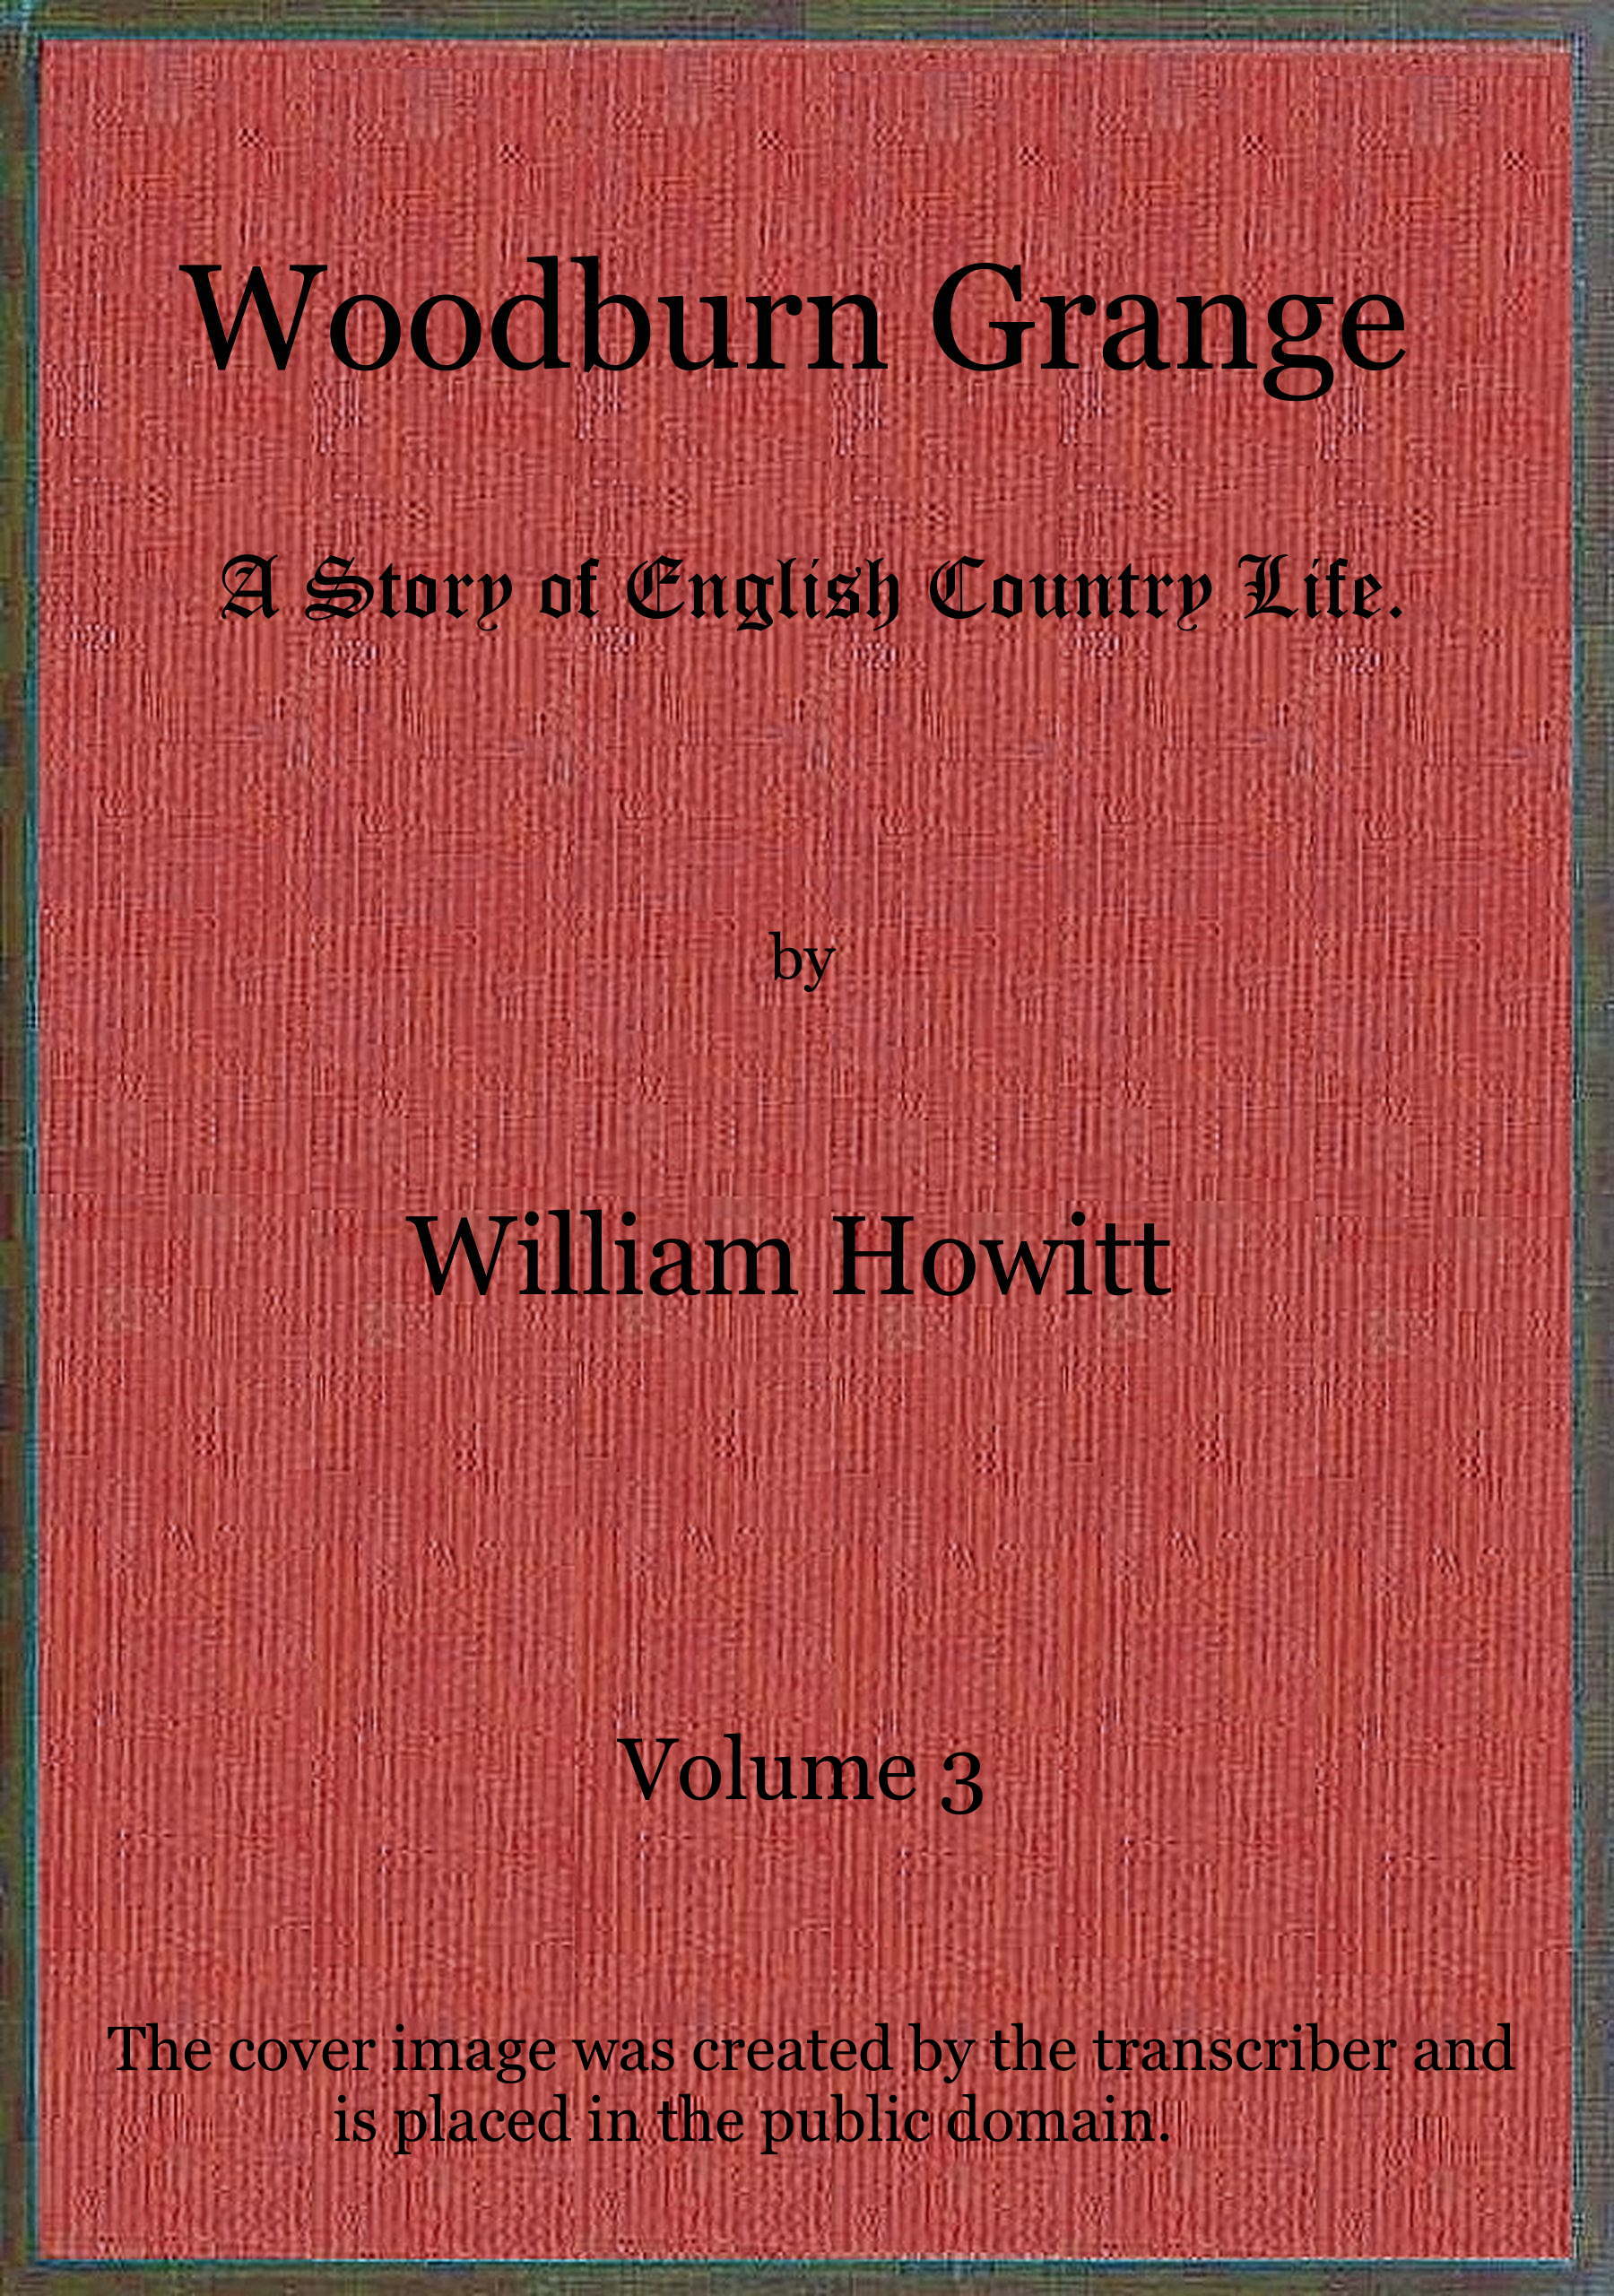 Woodburn Grange
A Story of English Country Life.
by
William Howitt
Volume 3
The cover image was created by the transcriber and
is placed in the public domain.